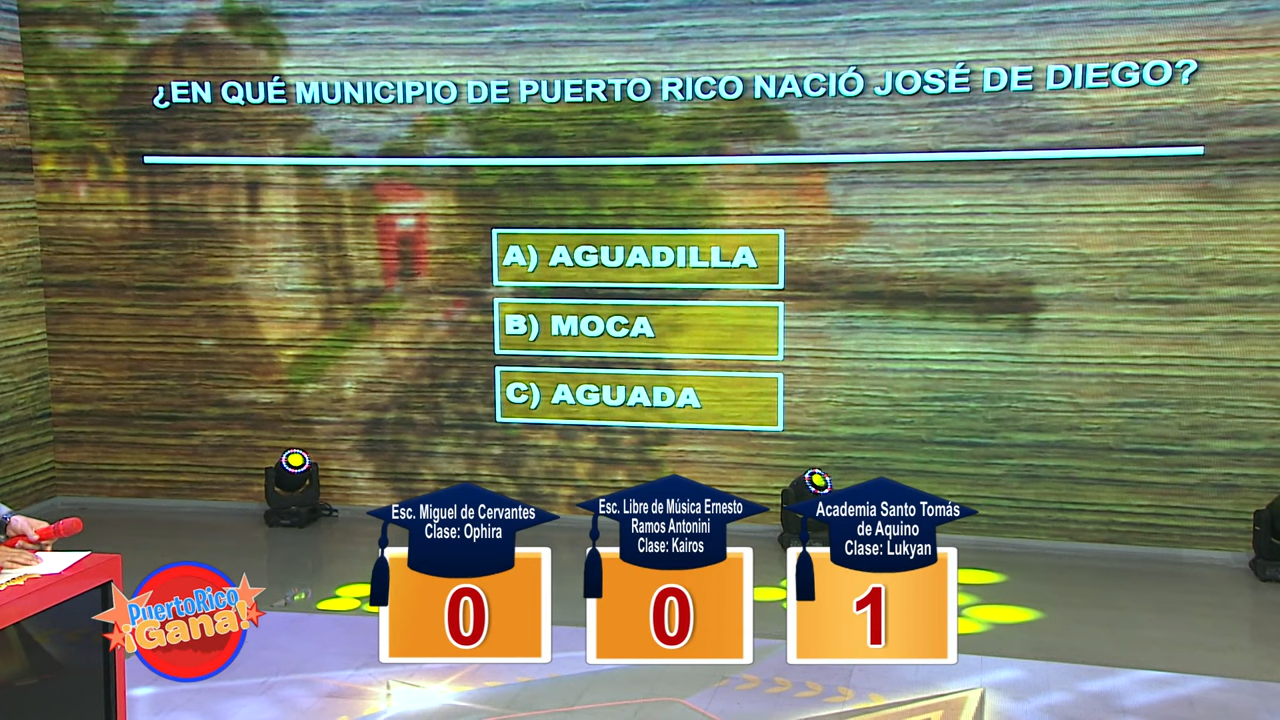 ¿EN QUÉ MUNICIPIO DE PUERTO RICO NACIÓ JOSÉ DE DIEGO?
A) AGUADILLA
B) MOCA
C) AGUADA
Esc. Miguel de Cervantes
Clase: Ophira
0
Esc. Libre de Música Ernesto
Ramos Antonini
Clase: Kairos
0
Academia Santo Tomás
de Aquino
Clase: Lukyan
1
PuertoRico
¡Gana!